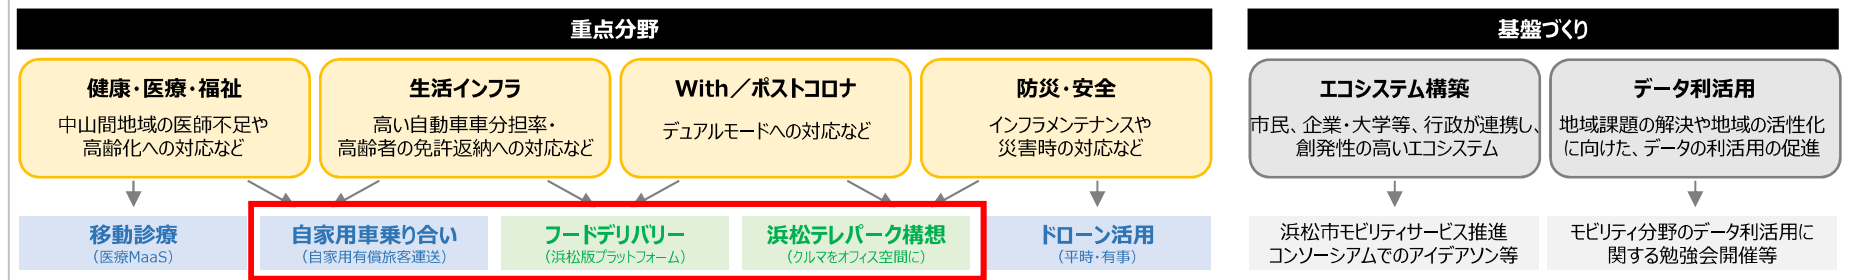 重点分野
基盤づくり
健康・医療・福祉
中山間地域の医師不足や
高齢化への対応など
生活インフラ
高い自動車車分担率・
高齢者の免許返納への対応など
With／ポストコロナ
デュアルモードへの対応など
防災・安全
インフラメンテナンスや
災害時の対応など
エコシステム構築
市民、企業・大学等、行政が連携し、
創発性の高いエコシステム
データ利活用
地域課題の解決や地域の活性化
に向けた、データの利活用の促進
移動診療
（医療MaaS）
自家用車乗り合い
（自家用有償旅客運送）
フードデリバリー
（浜松版プラットフォーム）
浜松テレパーク構想
（クルマをオフィス空間に）
ドローン活用
（平時・有事）
浜松市モビリティサービス推進
コンソーシアムでのアイデアソン等
モビリティ分野のデータ利活用に
関する勉強会開催等